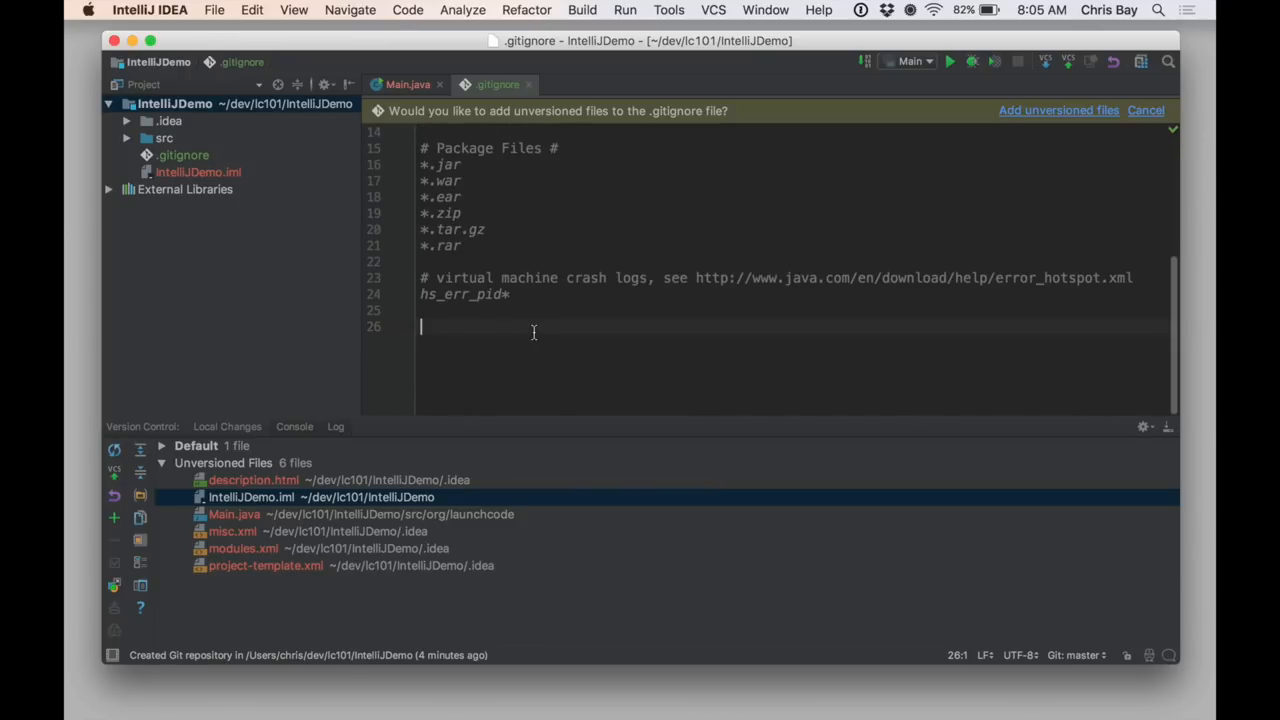 IntelliJ IDEA File Edit View Navigate Code Analyze Refactor Build Run Tools VCS Window Help 82% 8:05 AM Chris Bay
.gitignore - IntelliJDemo - [~/dev/lc101/IntelliJDemo]
IntelliJDemo .gitignore Main
Project Main.java .gitignore
IntelliJDemo ~/dev/lc101/IntelliJDemo
.idea
src
.gitignore
IntelliJDemo.iml
External Libraries
Would you like to add unversioned files to the .gitignore file? Add unversioned files Cancel
14
15 # Package Files #
16 *.jar
17 *.war
18 *.ear
19 *.zip
20 *.tar.gz
21 *.rar
22
23 # virtual machine crash logs, see http://www.java.com/en/download/help/error_hotspot.xml
24 hs_err_pid*
25
26
Version Control: Local Changes Console Log
Default 1 file
Unversioned Files 6 files
description.html ~/dev/lc101/IntelliJDemo/.idea
IntelliJDemo.iml ~/dev/lc101/IntelliJDemo
Main.java ~/dev/lc101/IntelliJDemo/src/org/launchcode
misc.xml ~/dev/lc101/IntelliJDemo/.idea
modules.xml ~/dev/lc101/IntelliJDemo/.idea
project-template.xml ~/dev/lc101/IntelliJDemo/.idea
Created Git repository in /Users/chris/dev/lc101/IntelliJDemo (4 minutes ago) 26:1 LF UTF-8 Git: master